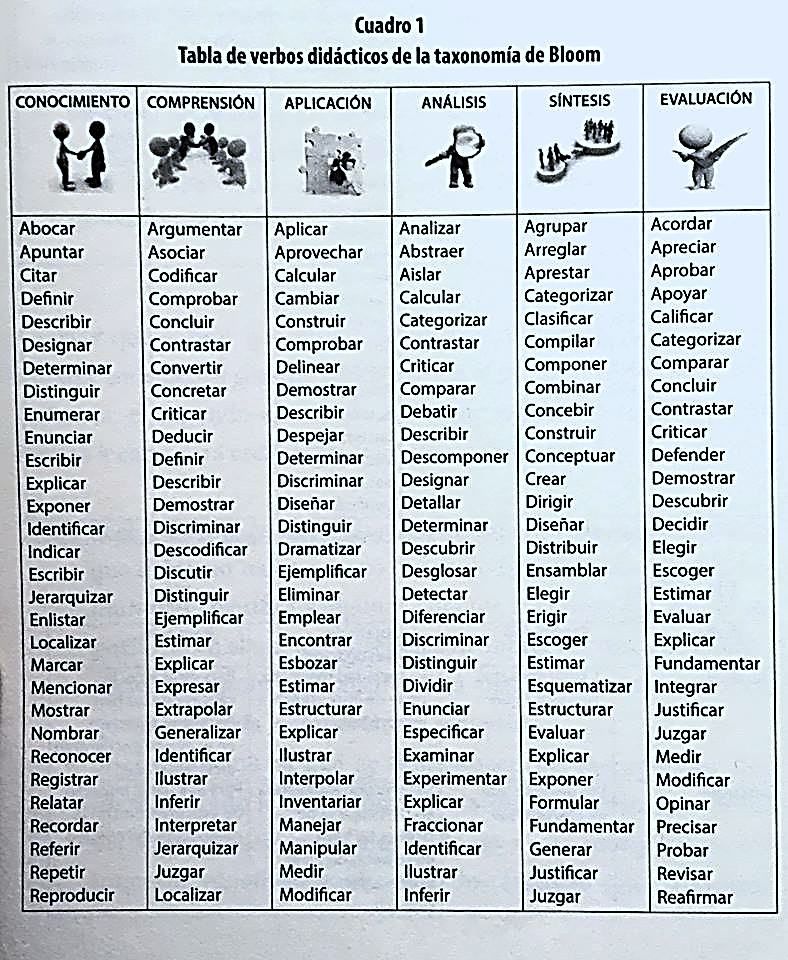 Cuadro 1
Tabla de verbos didácticos de la taxonomía de Bloom
CONOCIMIENTO COMPRENSIÓN APLICACIÓN ANÁLISIS SÍNTESIS EVALUACIÓN
Abocar Argumentar Aplicar Analizar Agrupar Acordar
Apuntar Asociar Aprovechar Abstraer Arreglar Apreciar
Citar Codificar Calcular Aislar Aprestar Aprobar
Definir Comprobar Cambiar Calcular Categorizar Apoyar
Describir Concluir Construir Categorizar Clasificar Calificar
Designar Contrastar Comprobar Contrastar Compilar Categorizar
Determinar Convertir Delinear Criticar Componer Comparar
Distinguir Concretar Demostrar Comparar Combinar Concluir
Enumerar Criticar Describir Debatir Concebir Contrastar
Enunciar Deducir Despejar Describir Construir Criticar
Escribir Definir Determinar Descomponer Conceptuar Defender
Explicar Describir Discriminar Designar Crear Demostrar
Exponer Demostrar Diseñar Detallar Dirigir Descubrir
Identificar Discriminar Distinguir Determinar Diseñar Decidir
Indicar Descodificar Dramatizar Descubrir Distribuir Elegir
Escribir Discutir Ejemplificar Desglosar Ensamblar Escoger
Jerarquizar Distinguir Eliminar Detectar Elegir Estimar
Enlistar Ejemplificar Emplear Diferenciar Erigir Evaluar
Localizar Estimar Encontrar Discriminar Escoger Explicar
Marcar Explicar Esbozar Distinguir Estimar Fundamentar
Mencionar Expresar Estimar Dividir Esquematizar Integrar
Mostrar Extrapolar Estructurar Enunciar Estructurar Justificar
Nombrar Generalizar Explicar Especificar Evaluar Juzgar
Reconocer Identificar Ilustrar Examinar Explicar Medir
Registrar Ilustrar Interpolar Experimentar Exponer Modificar
Relatar Inferir Inventariar Explicar Formular Opinar
Recordar Interpretar Manejar Fraccionar Fundamentar Precisar
Referir Jerarquizar Manipular Identificar Generar Probar
Repetir Juzgar Medir Ilustrar Justificar Revisar
Reproducir Localizar Modificar Inferir Juzgar Reafirmar